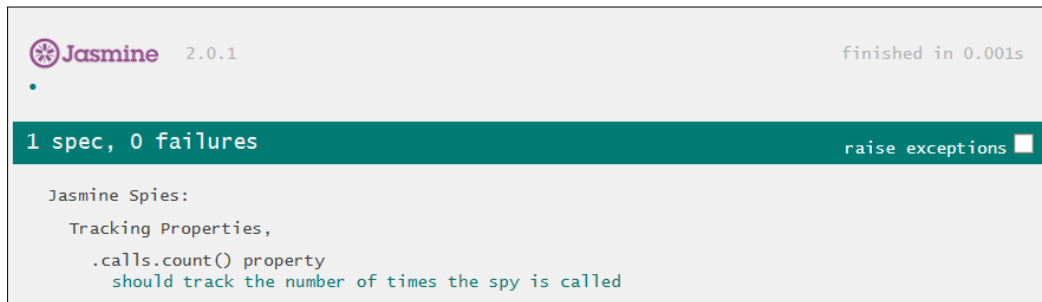 Jasmine 2.0.1 finished in 0.001s
1 spec, 0 failures raise exceptions
Jasmine Spies:
Tracking Properties,
.calls.count() property
should track the number of times the spy is called